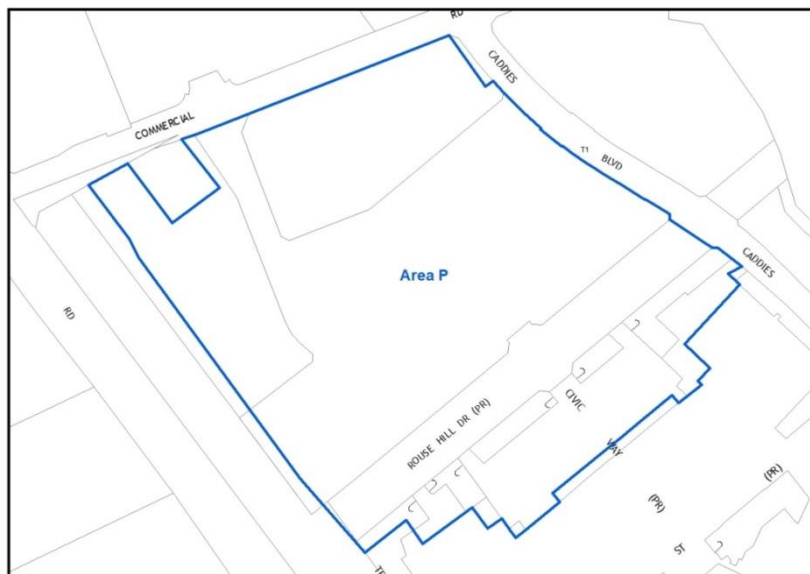 RD
CADDIES
COMMERCIAL
T1
BLVD
CADDIES
Area P
RD
ROUSE HILL DR (PR)
CIVIC
WAY
(PR)
(PR)
ST